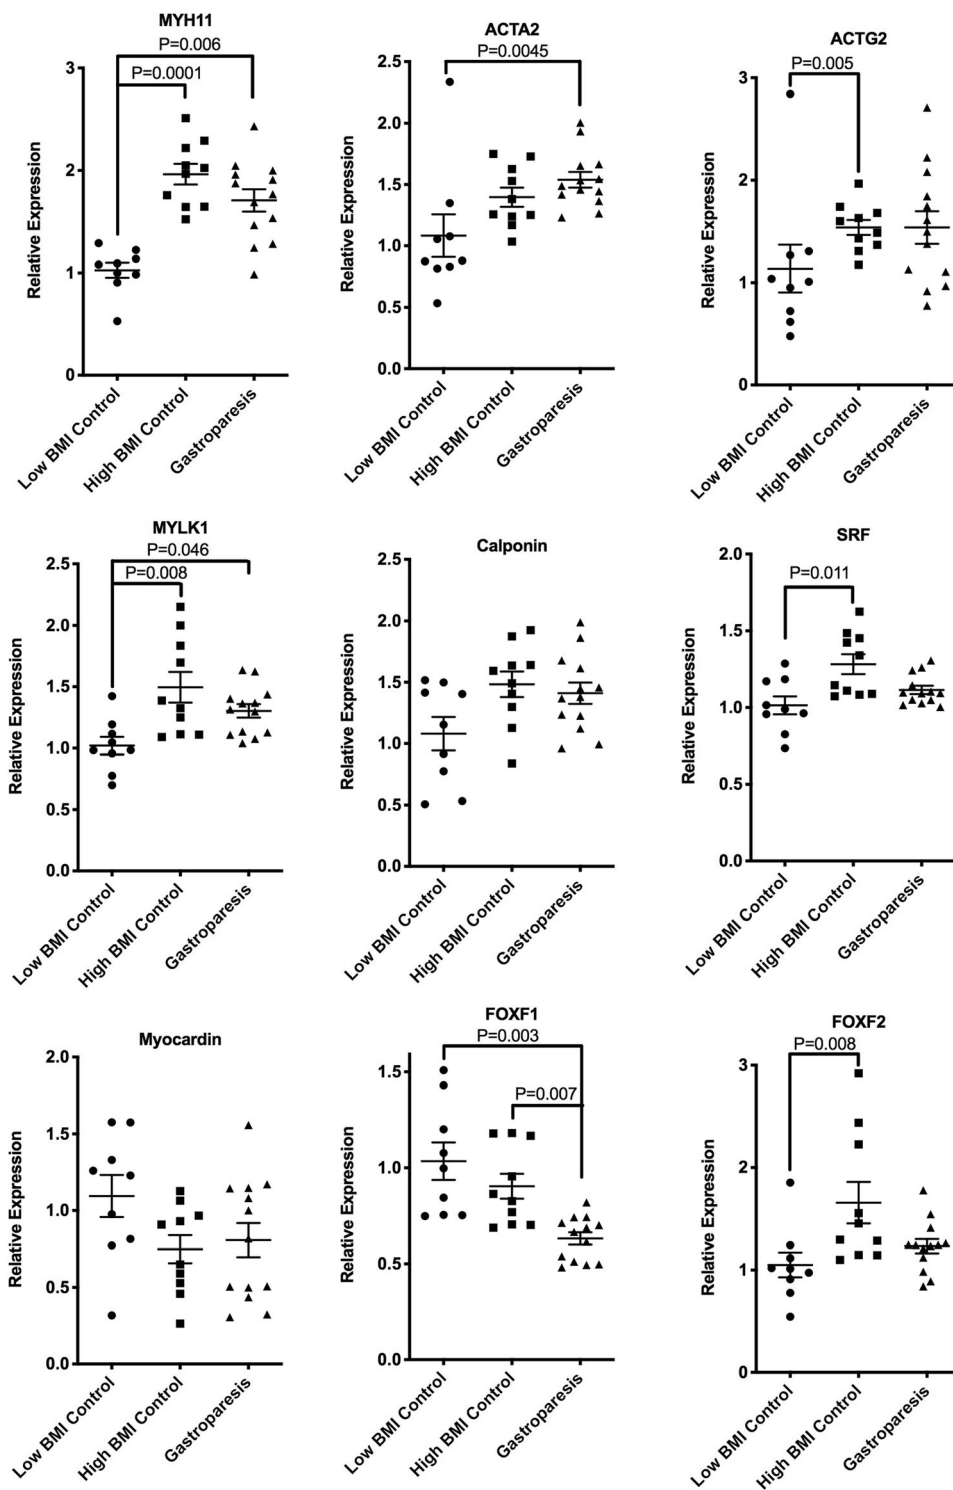 MYH11
P=0.006
P=0.0001
Relative Expression
3
2
1
0
Low BMI Control
High BMI Control
Gastroparesis
ACTA2
P=0.0045
Relative Expression
2.5
2.0
1.5
1.0
0.5
0.0
Low BMI Control
High BMI Control
Gastroparesis
ACTG2
P=0.005
Relative Expression
3
2
1
0
Low BMI Control
High BMI Control
Gastroparesis
MYLK1
P=0.046
P=0.008
Relative Expression
2.5
2.0
1.5
1.0
0.5
0.0
Low BMI Control
High BMI Control
Gastroparesis
Calponin
Relative Expression
2.5
2.0
1.5
1.0
0.5
0.0
Low BMI Control
High BMI Control
Gastroparesis
SRF
P=0.011
Relative Expression
2.0
1.5
1.0
0.5
0.0
Low BMI Control
High BMI Control
Gastroparesis
Myocardin
Relative Expression
2.0
1.5
1.0
0.5
0.0
Low BMI Control
High BMI Control
Gastroparesis
FOXF1
P=0.003
P=0.007
Relative Expression
1.5
1.0
0.5
0.0
Low BMI Control
High BMI Control
Gastroparesis
FOXF2
P=0.008
Relative Expression
3
2
1
0
Low BMI Control
High BMI Control
Gastroparesis